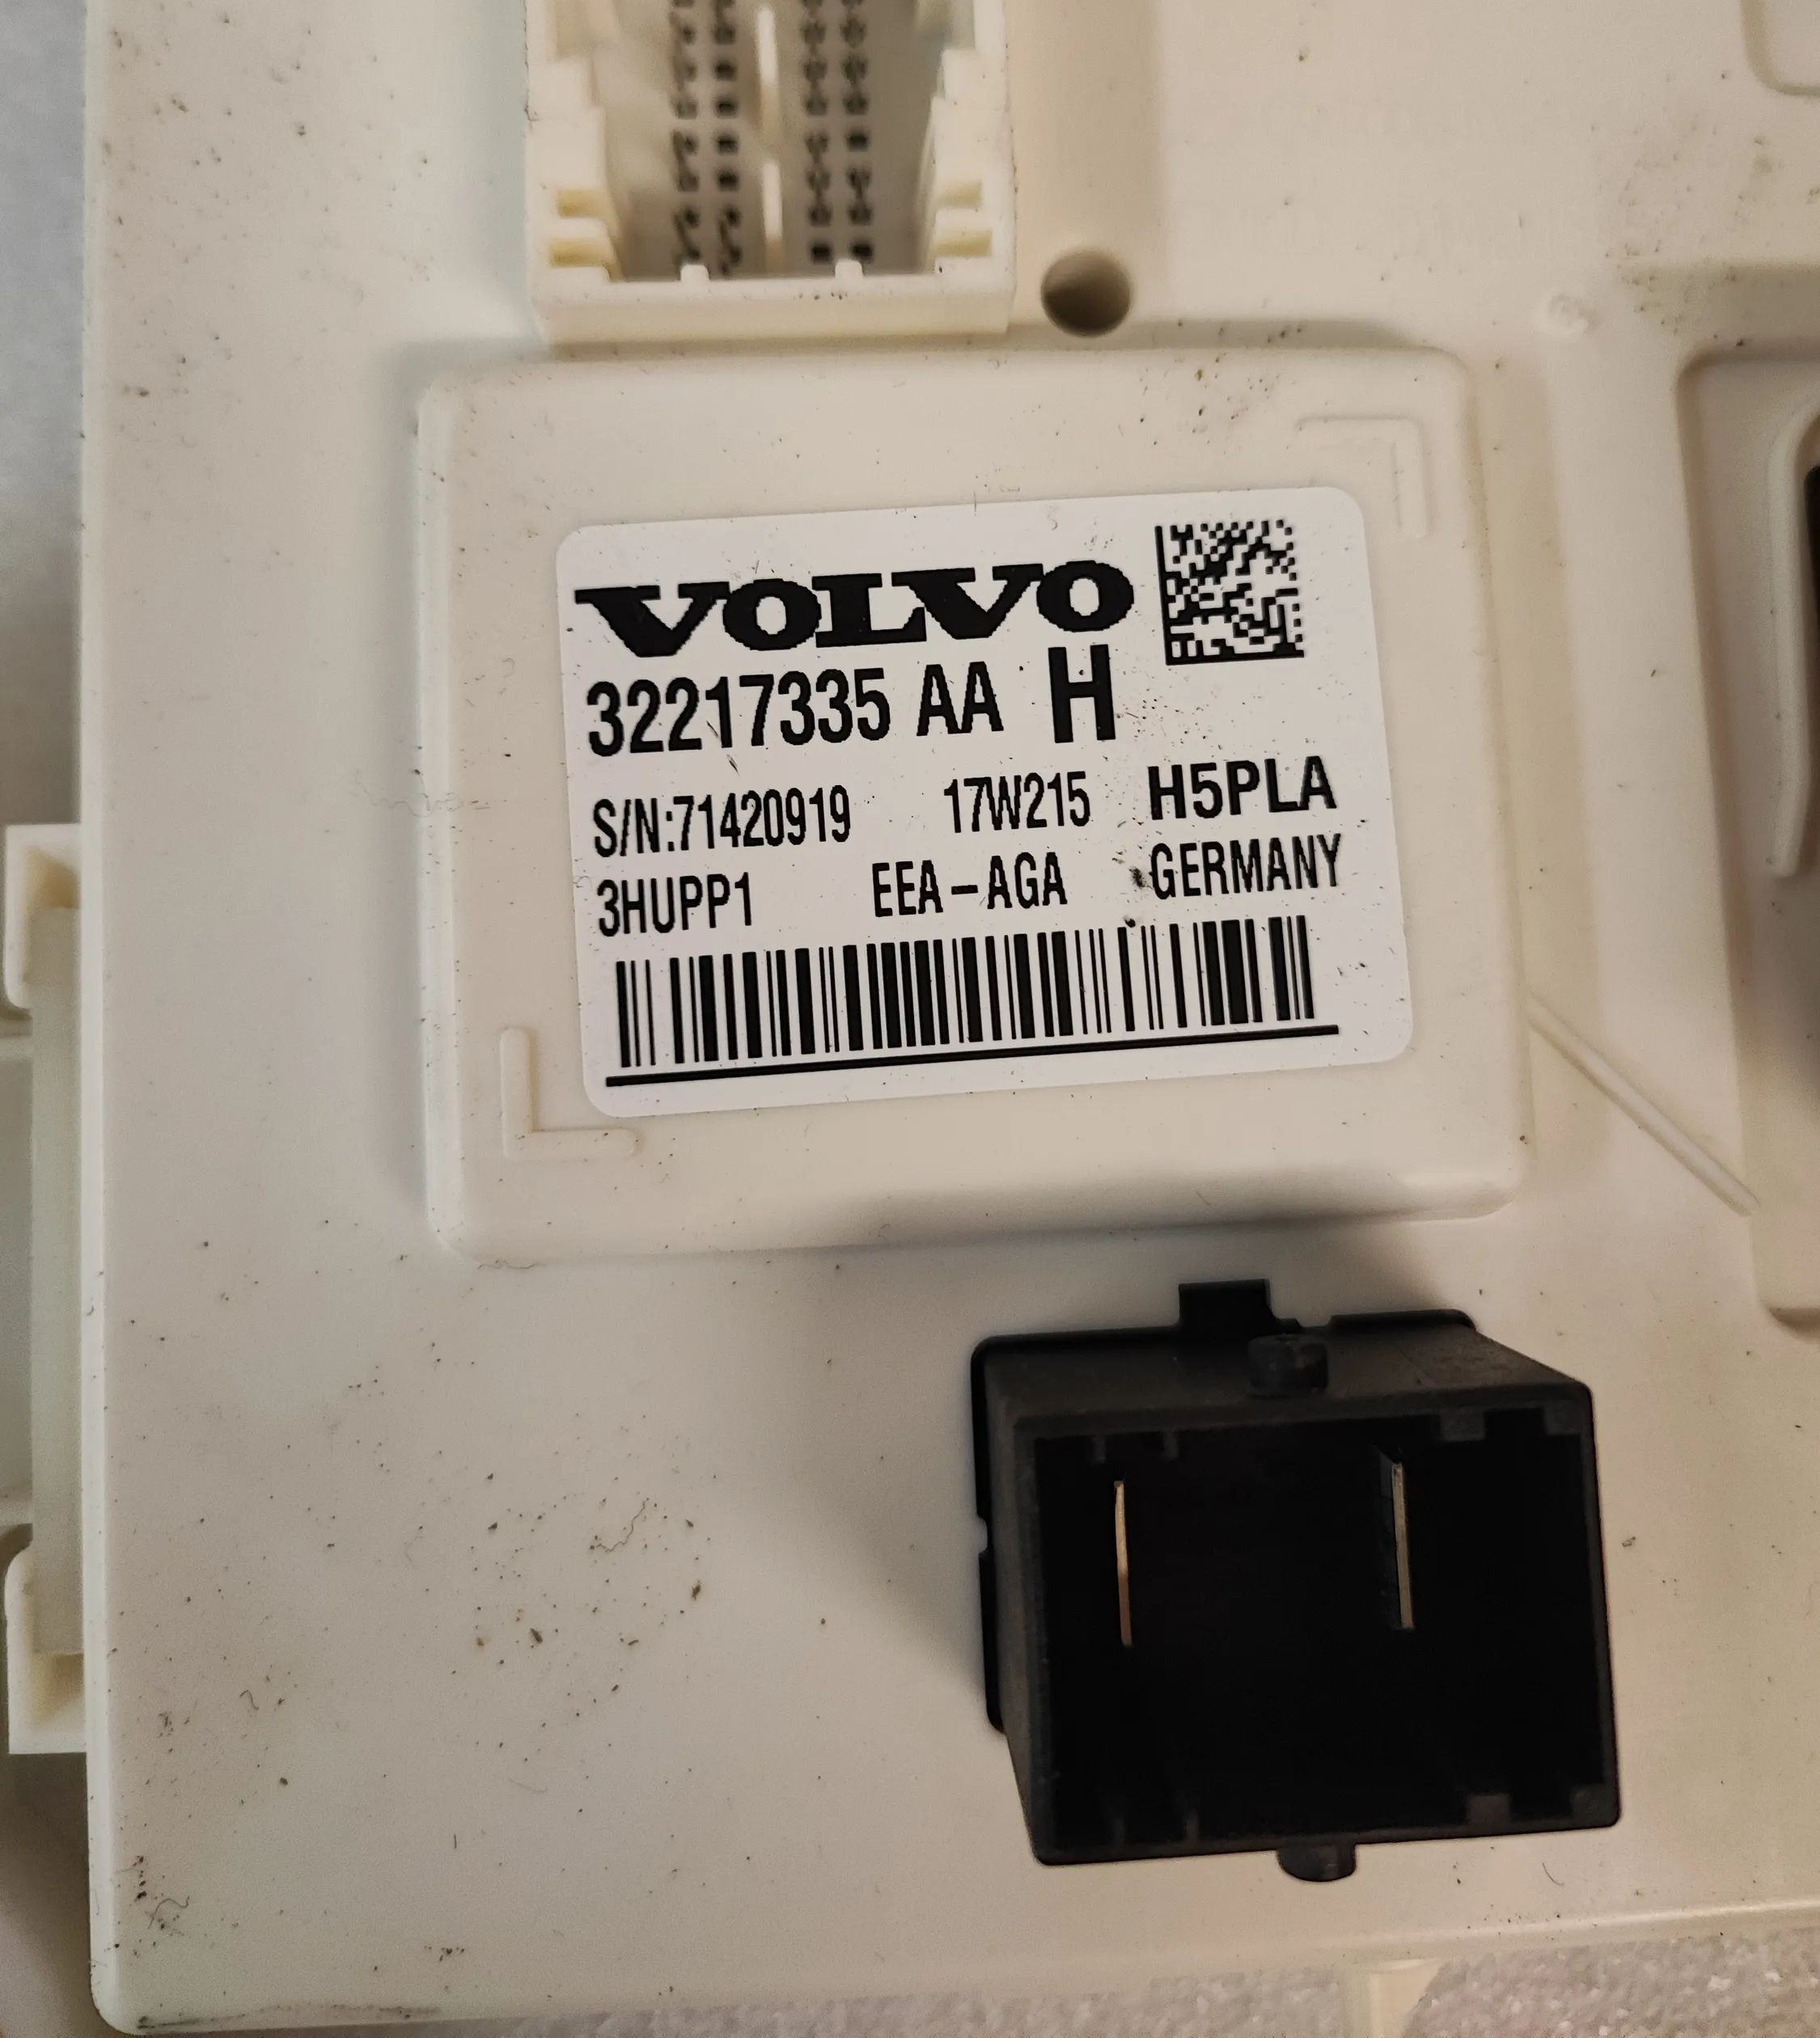 VOLVO
32217335 AA H
S/N:71420919 17W215 H5PLA
3HUPP1 EEA-AGA GERMANY